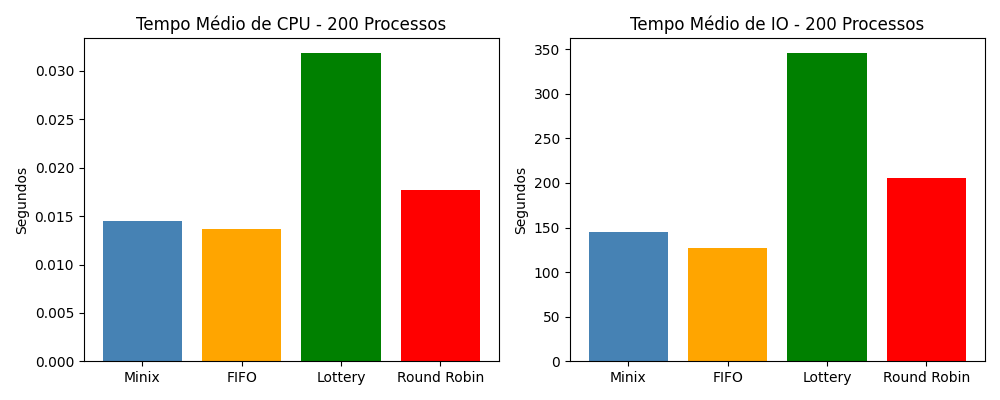 Tempo Médio de CPU - 200 Processos
Segundos
0.030
0.025
0.020
0.015
0.010
0.005
0.000
Minix FIFO Lottery Round Robin
Tempo Médio de IO - 200 Processos
Segundos
350
300
250
200
150
100
50
0
Minix FIFO Lottery Round Robin